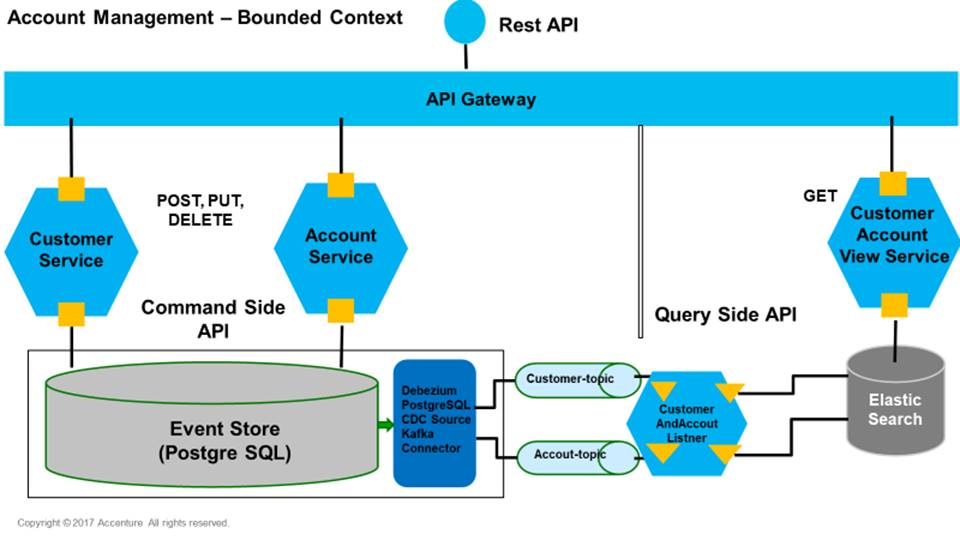 Account Management – Bounded Context
Rest API
API Gateway
POST, PUT,
DELETE
GET
Customer
Service
Account
Service
Customer
Account
View Service
Command Side
API
Query Side API
Event Store
(Postgre SQL)
Debezium
PostgreSQL
CDC Source
Kafka
Connector
Customer-topic
Accout-topic
Customer
AndAccout
Listner
Elastic
Search
Copyright © 2017 Accenture All rights reserved.